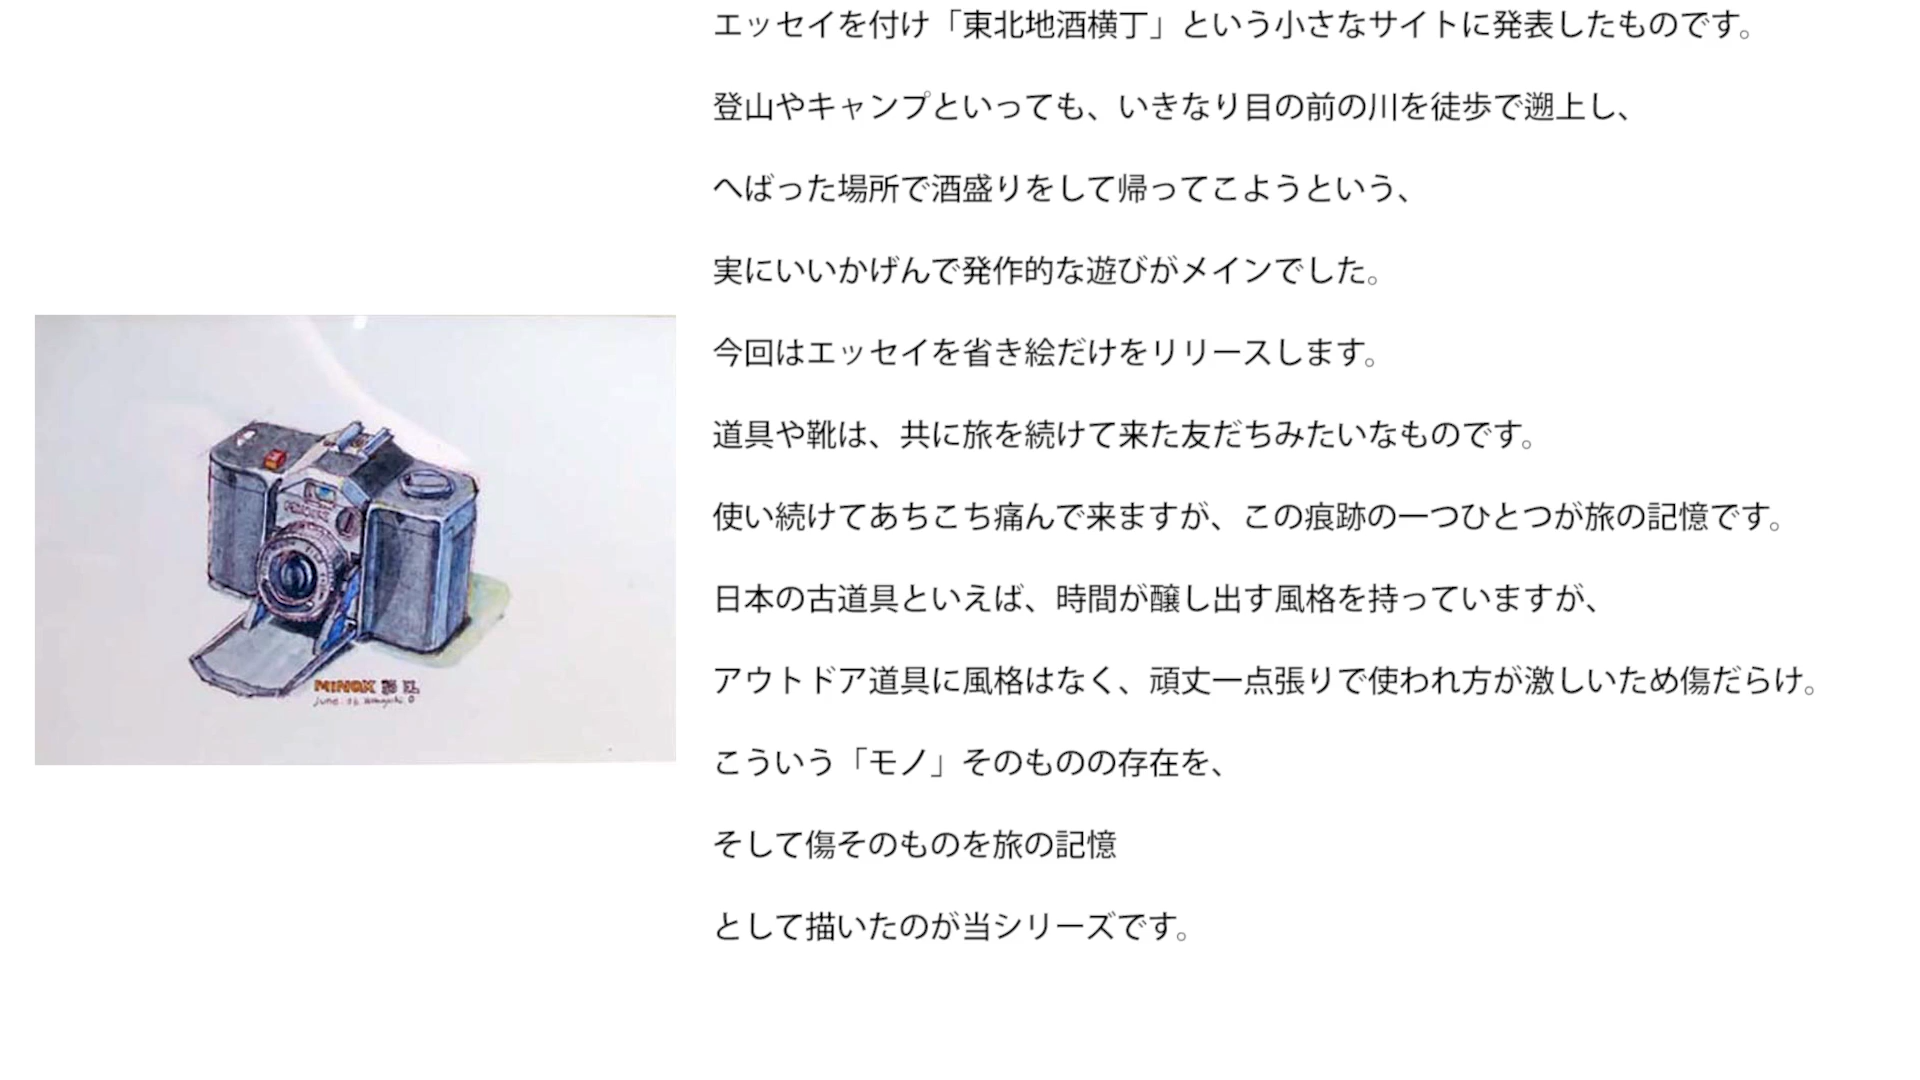 エッセイを付け「東北地酒横丁」という小さなサイトに発表したものです。
登山やキャンプといっても、いきなり目の前の川を徒歩で遡上し、
へばった場所で酒盛りをして帰ってこようという、
実にいいかげんで発作的な遊びがメインでした。
今回はエッセイを省き絵だけをリリースします。
道具や靴は、共に旅を続けて来た友だちみたいなものです。
使い続けてあちこち痛んで来ますが、この痕跡の一つひとつが旅の記憶です。
日本の古道具といえば、時間が醸し出す風格を持っていますが、
アウトドア道具に風格はなく、頑丈一点張りで使われ方が激しいため傷だらけ。
こういう「モノ」そのものの存在を、
そして傷そのものを旅の記憶
として描いたのが当シリーズです。
MINOX 35 EL
June.